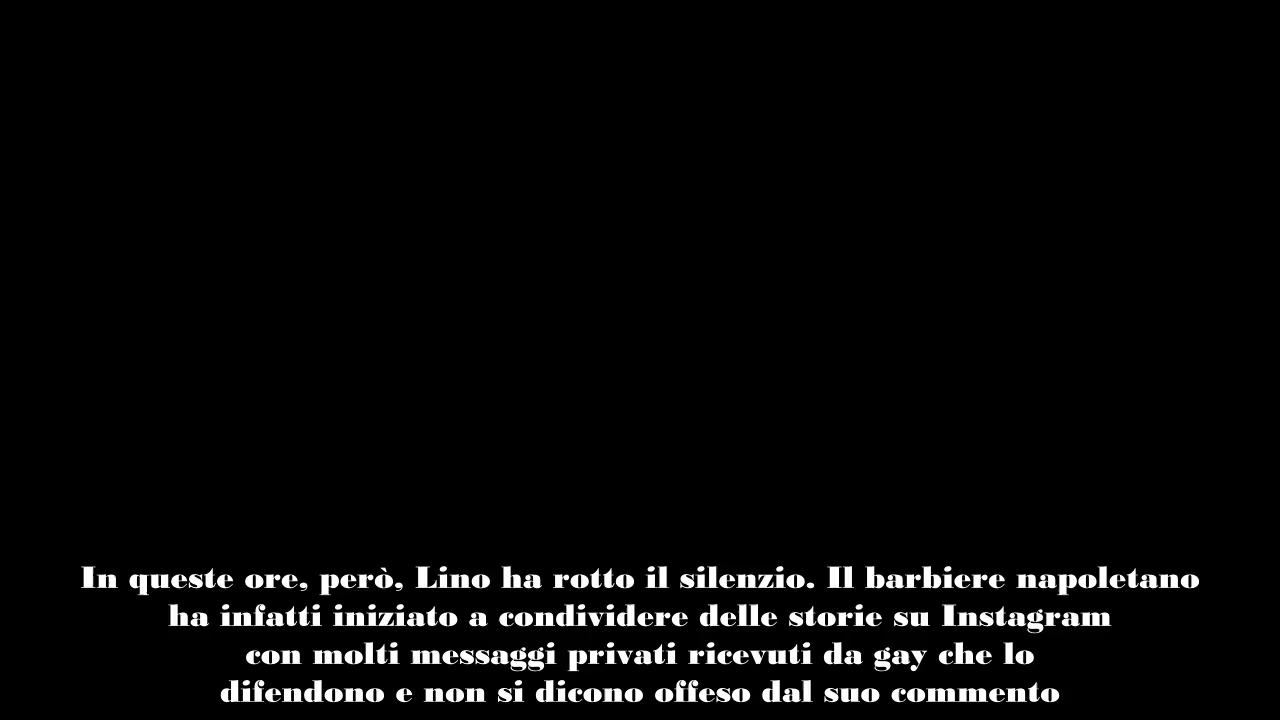 In queste ore, però, Lino ha rotto il silenzio. Il barbiere napoletano
ha infatti iniziato a condividere delle storie su Instagram
con molti messaggi privati ricevuti da gay che lo
difendono e non si dicono offeso dal suo commento